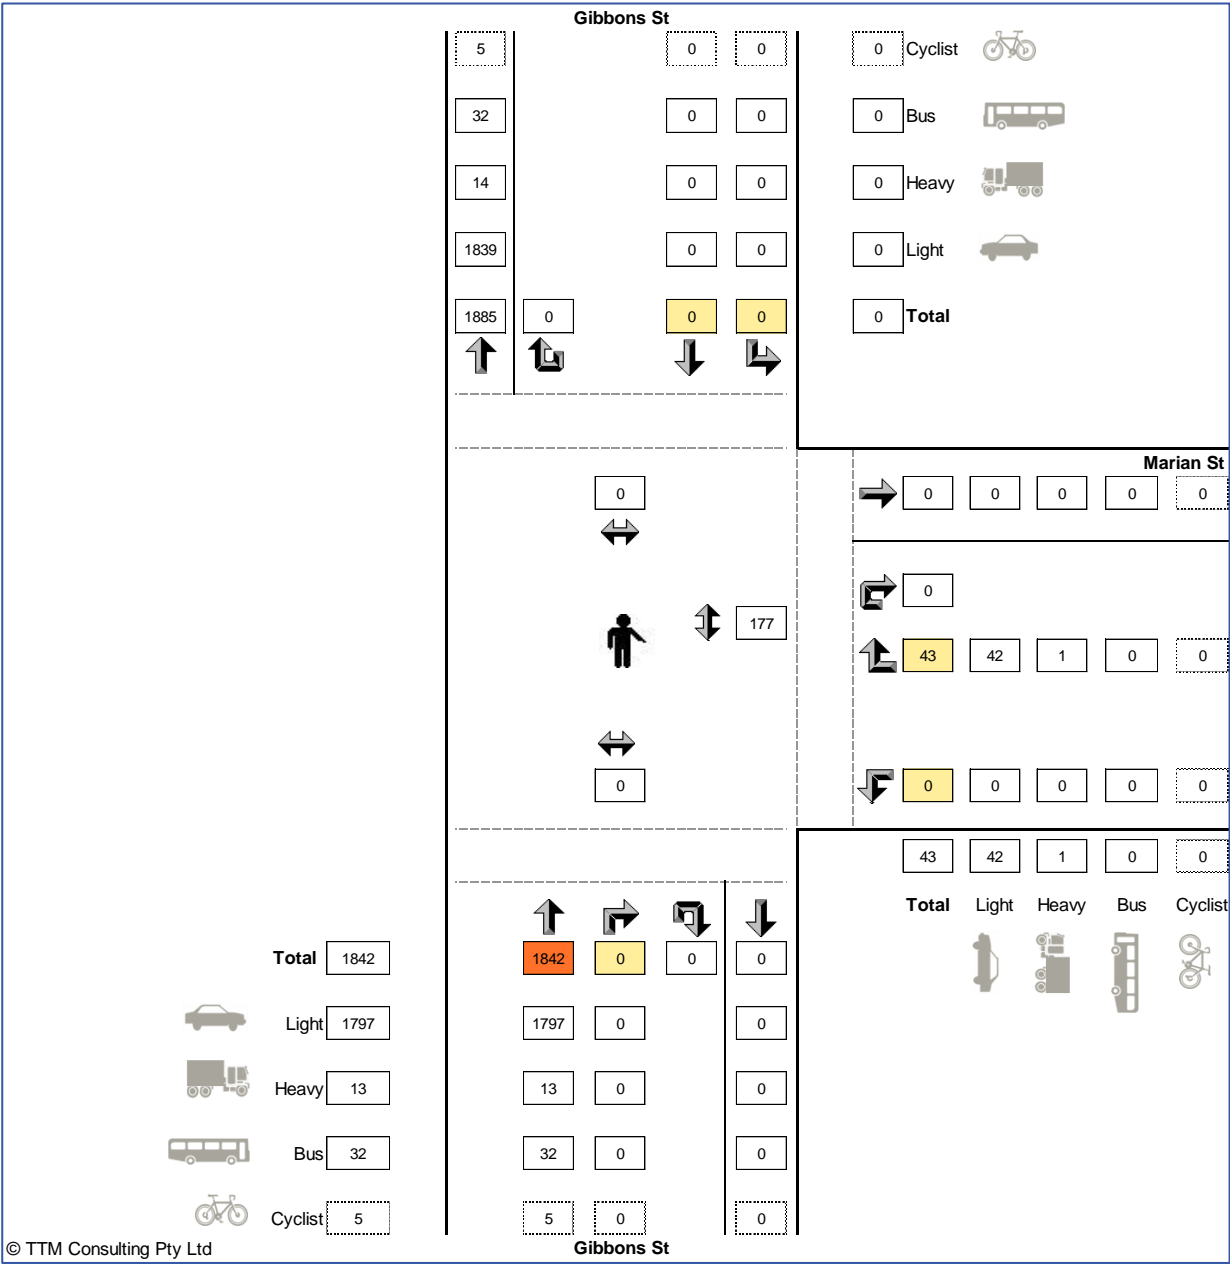 Gibbons St
5 0 0 0 Cyclist
32 0 0 0 Bus
14 0 0 0 Heavy
1839 0 0 0 Light
1885 0 0 0 0 Total
Marian St
0 0 0 0 0 0
0
177
43 42 1 0 0
0 0 0 0 0 0
43 42 1 0 0
Total Light Heavy Bus Cyclist
Total 1842 1842 0 0 0
Light 1797 1797 0 0
Heavy 13 13 0 0
Bus 32 32 0 0
Cyclist 5 5 0 0
© TTM Consulting Pty Ltd
Gibbons St